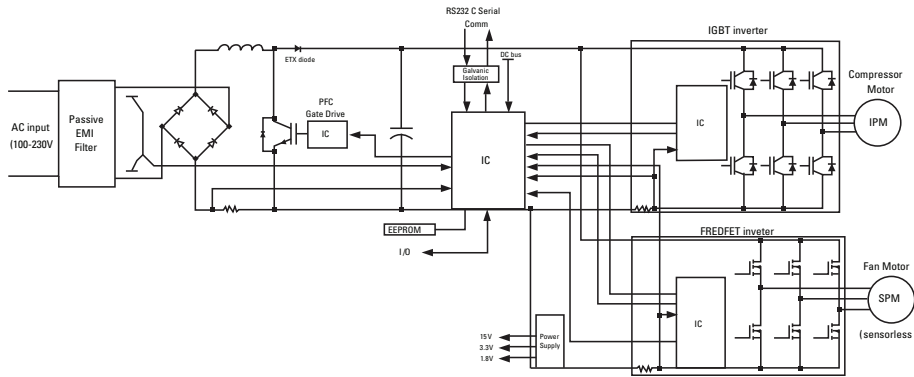 RS232 C Serial
Comm
IGBT inverter
DC bus
ETX diode
Galvanic
Isolation
Compressor
Motor
PFC
Gate Drive
IC
IC
IC
IPM
AC input
(100-230V
Passive
EMI
Filter
EEPROM
I/O
FREDFET inveter
Fan Motor
SPM
(sensorless
IC
15V
3.3V
1.8V
Power
Supply